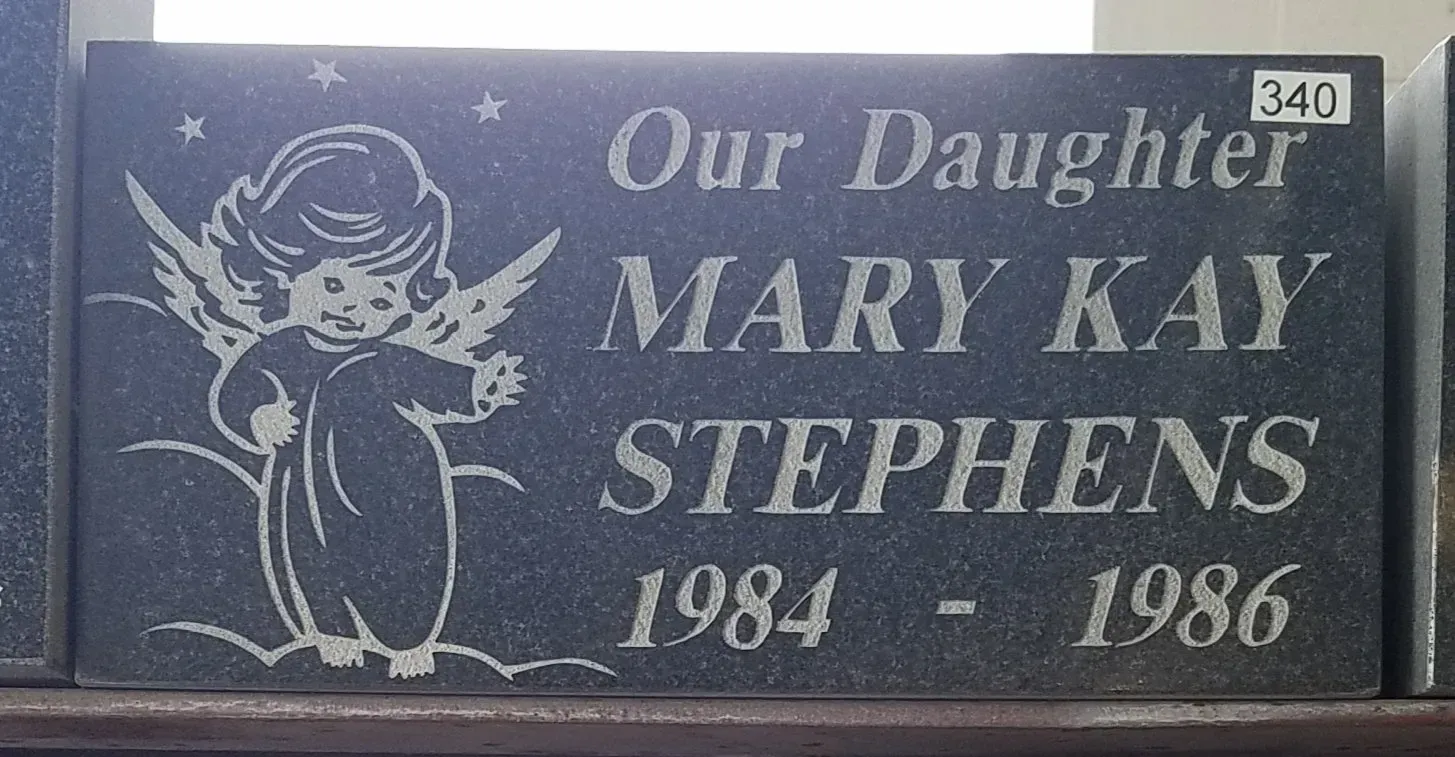 340
Our Daughter
MARY KAY
STEPHENS
1984 - 1986